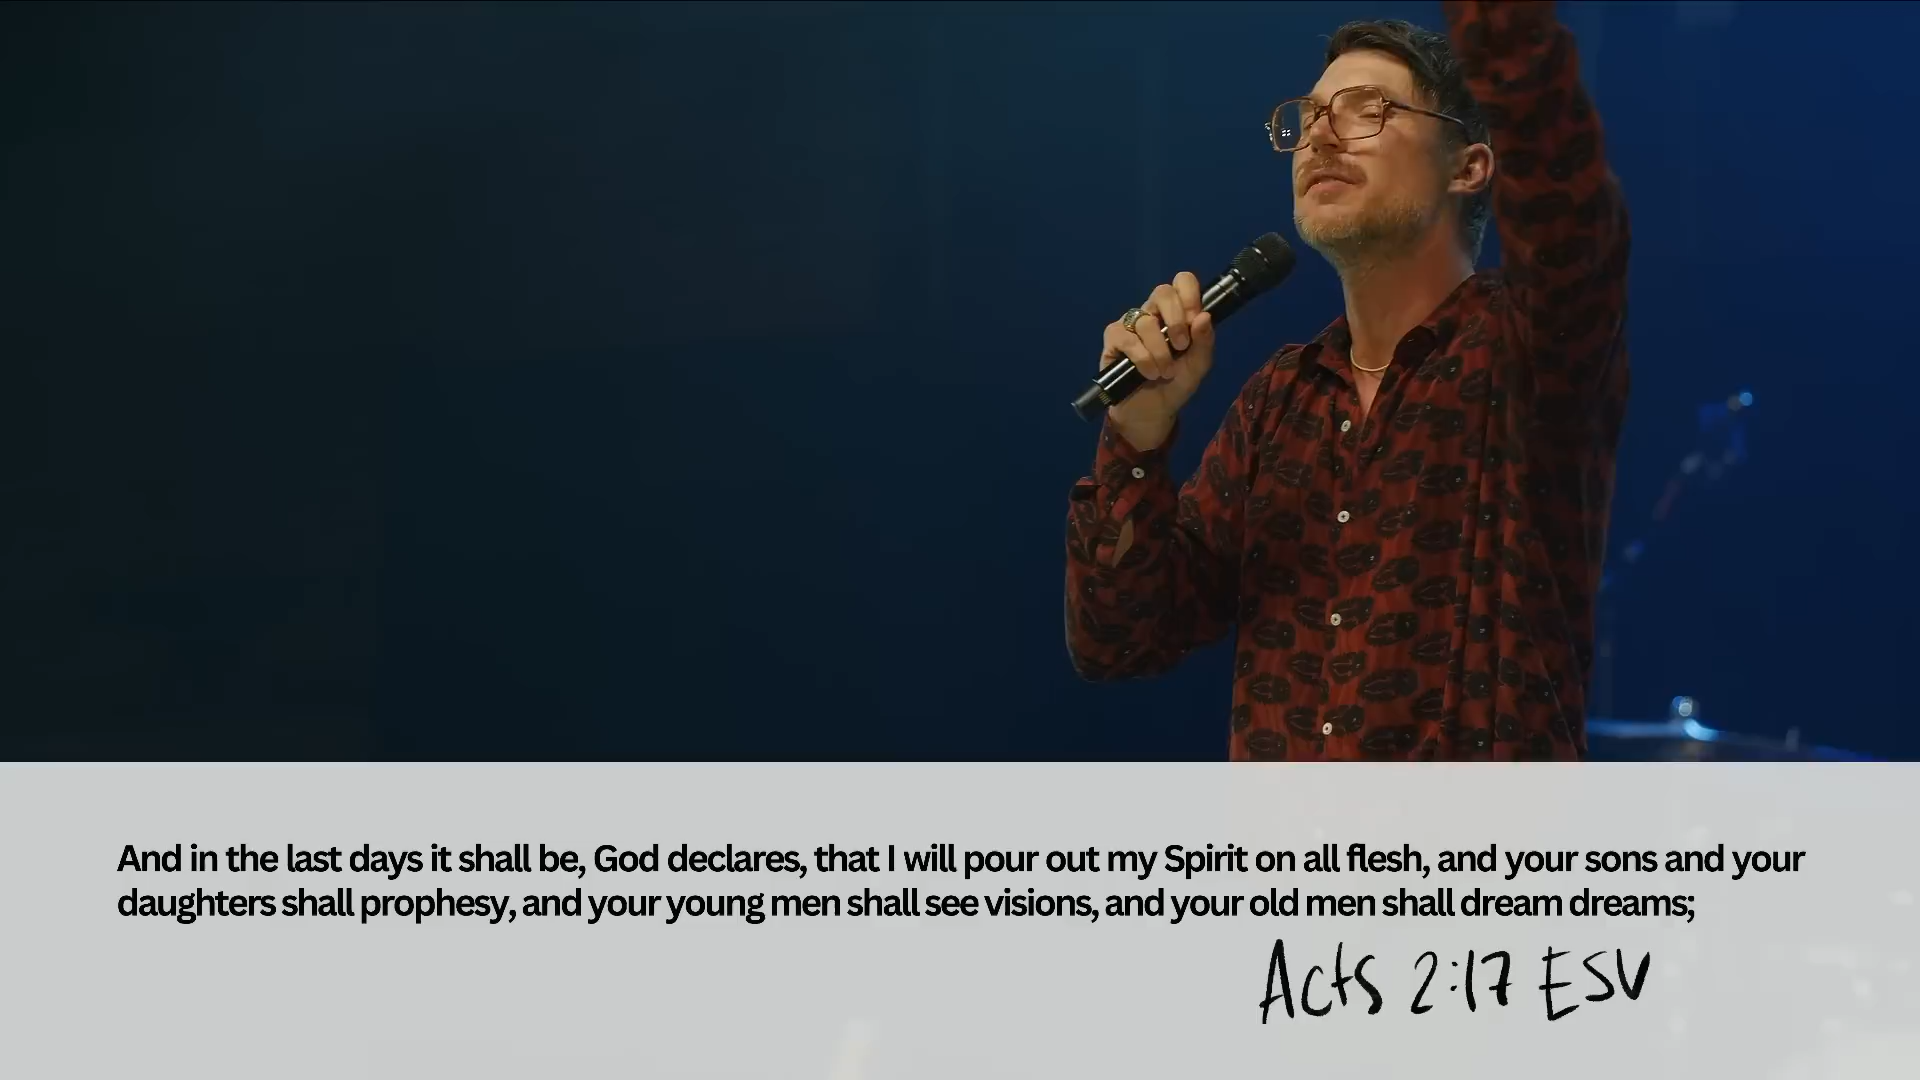 And in the last days it shall be, God declares, that I will pour out my Spirit on all flesh, and your sons and your
daughters shall prophesy, and your young men shall see visions, and your old men shall dream dreams;
Acts 2:17 ESV